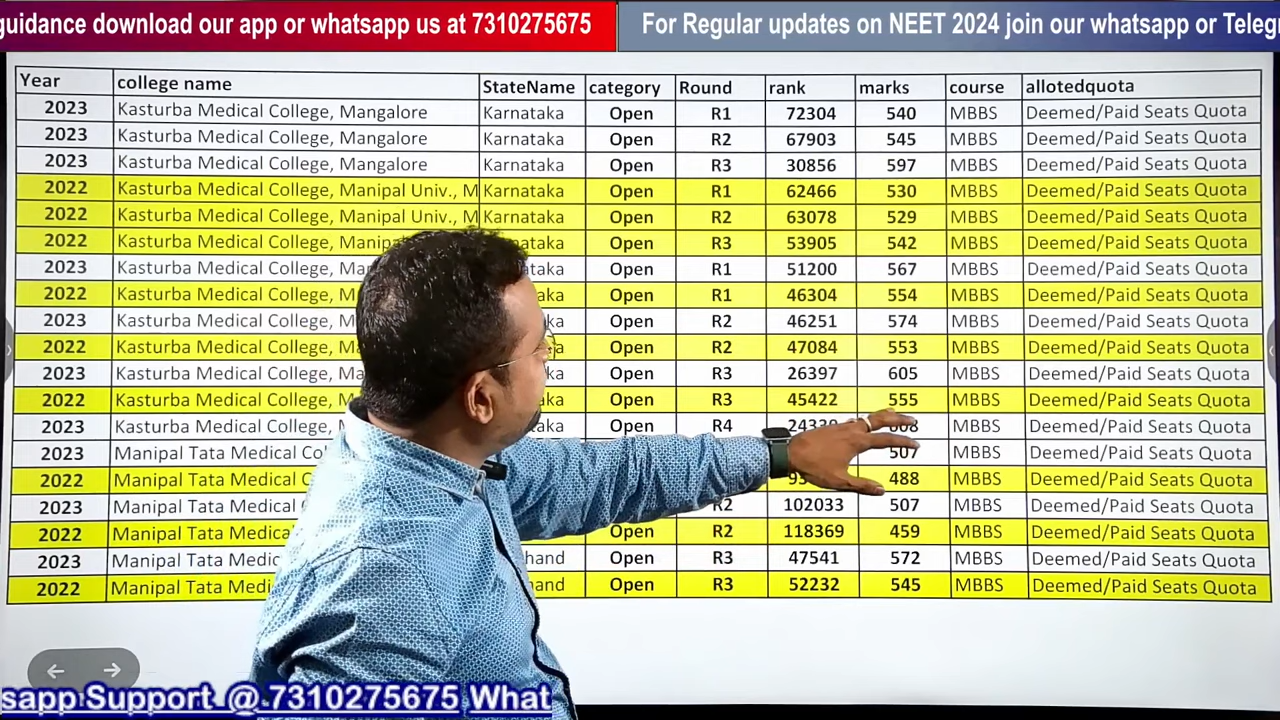 guidance download our app or whatsapp us at 7310275675
For Regular updates on NEET 2024 join our whatsapp or Telegr
Year college name StateName category Round rank marks course allotedquota
2023 Kasturba Medical College, Mangalore Karnataka Open R1 72304 540 MBBS Deemed/Paid Seats Quota
2023 Kasturba Medical College, Mangalore Karnataka Open R2 67903 545 MBBS Deemed/Paid Seats Quota
2023 Kasturba Medical College, Mangalore Karnataka Open R3 30856 597 MBBS Deemed/Paid Seats Quota
2022 Kasturba Medical College, Manipal Univ., M Karnataka Open R1 62466 530 MBBS Deemed/Paid Seats Quota
2022 Kasturba Medical College, Manipal Univ., M Karnataka Open R2 63078 529 MBBS Deemed/Paid Seats Quota
2022 Kasturba Medical College, Manip Open R3 53905 542 MBBS Deemed/Paid Seats Quota
2023 Kasturba Medical College, Ma taka Open R1 51200 567 MBBS Deemed/Paid Seats Quota
2022 Kasturba Medical College, M ka Open R1 46304 554 MBBS Deemed/Paid Seats Quota
2023 Kasturba Medical College, M ka Open R2 46251 574 MBBS Deemed/Paid Seats Quota
2022 Kasturba Medical College, M Open R2 47084 553 MBBS Deemed/Paid Seats Quota
2023 Kasturba Medical College, Ma ka Open R3 26397 605 MBBS Deemed/Paid Seats Quota
2022 Kasturba Medical College, Ma ka Open R3 45422 555 MBBS Deemed/Paid Seats Quota
2023 Kasturba Medical College, M ka Open R4 MBBS Deemed/Paid Seats Quota
2023 Manipal Tata Medical Co 507 MBBS Deemed/Paid Seats Quota
2022 Manipal Tata Medical C 488 MBBS Deemed/Paid Seats Quota
2023 Manipal Tata Medical R2 102033 507 MBBS Deemed/Paid Seats Quota
2022 Manipal Tata Medica Open R2 118369 459 MBBS Deemed/Paid Seats Quota
2023 Manipal Tata Medic hand Open R3 47541 572 MBBS Deemed/Paid Seats Quota
2022 Manipal Tata Medi hand Open R3 52232 545 MBBS Deemed/Paid Seats Quota
sapp Support @ 7310275675 What